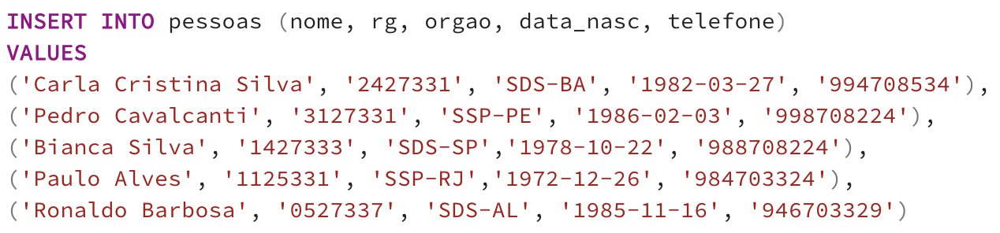 INSERT INTO pessoas (nome, rg, orgao, data_nasc, telefone)
VALUES
('Carla Cristina Silva', '2427331', 'SDS-BA', '1982-03-27', '994708534'),
('Pedro Cavalcanti', '3127331', 'SSP-PE', '1986-02-03', '998708224'),
('Bianca Silva', '1427333', 'SDS-SP','1978-10-22', '988708224'),
('Paulo Alves', '1125331', 'SSP-RJ','1972-12-26', '984703324'),
('Ronaldo Barbosa', '0527337', 'SDS-AL', '1985-11-16', '946703329')